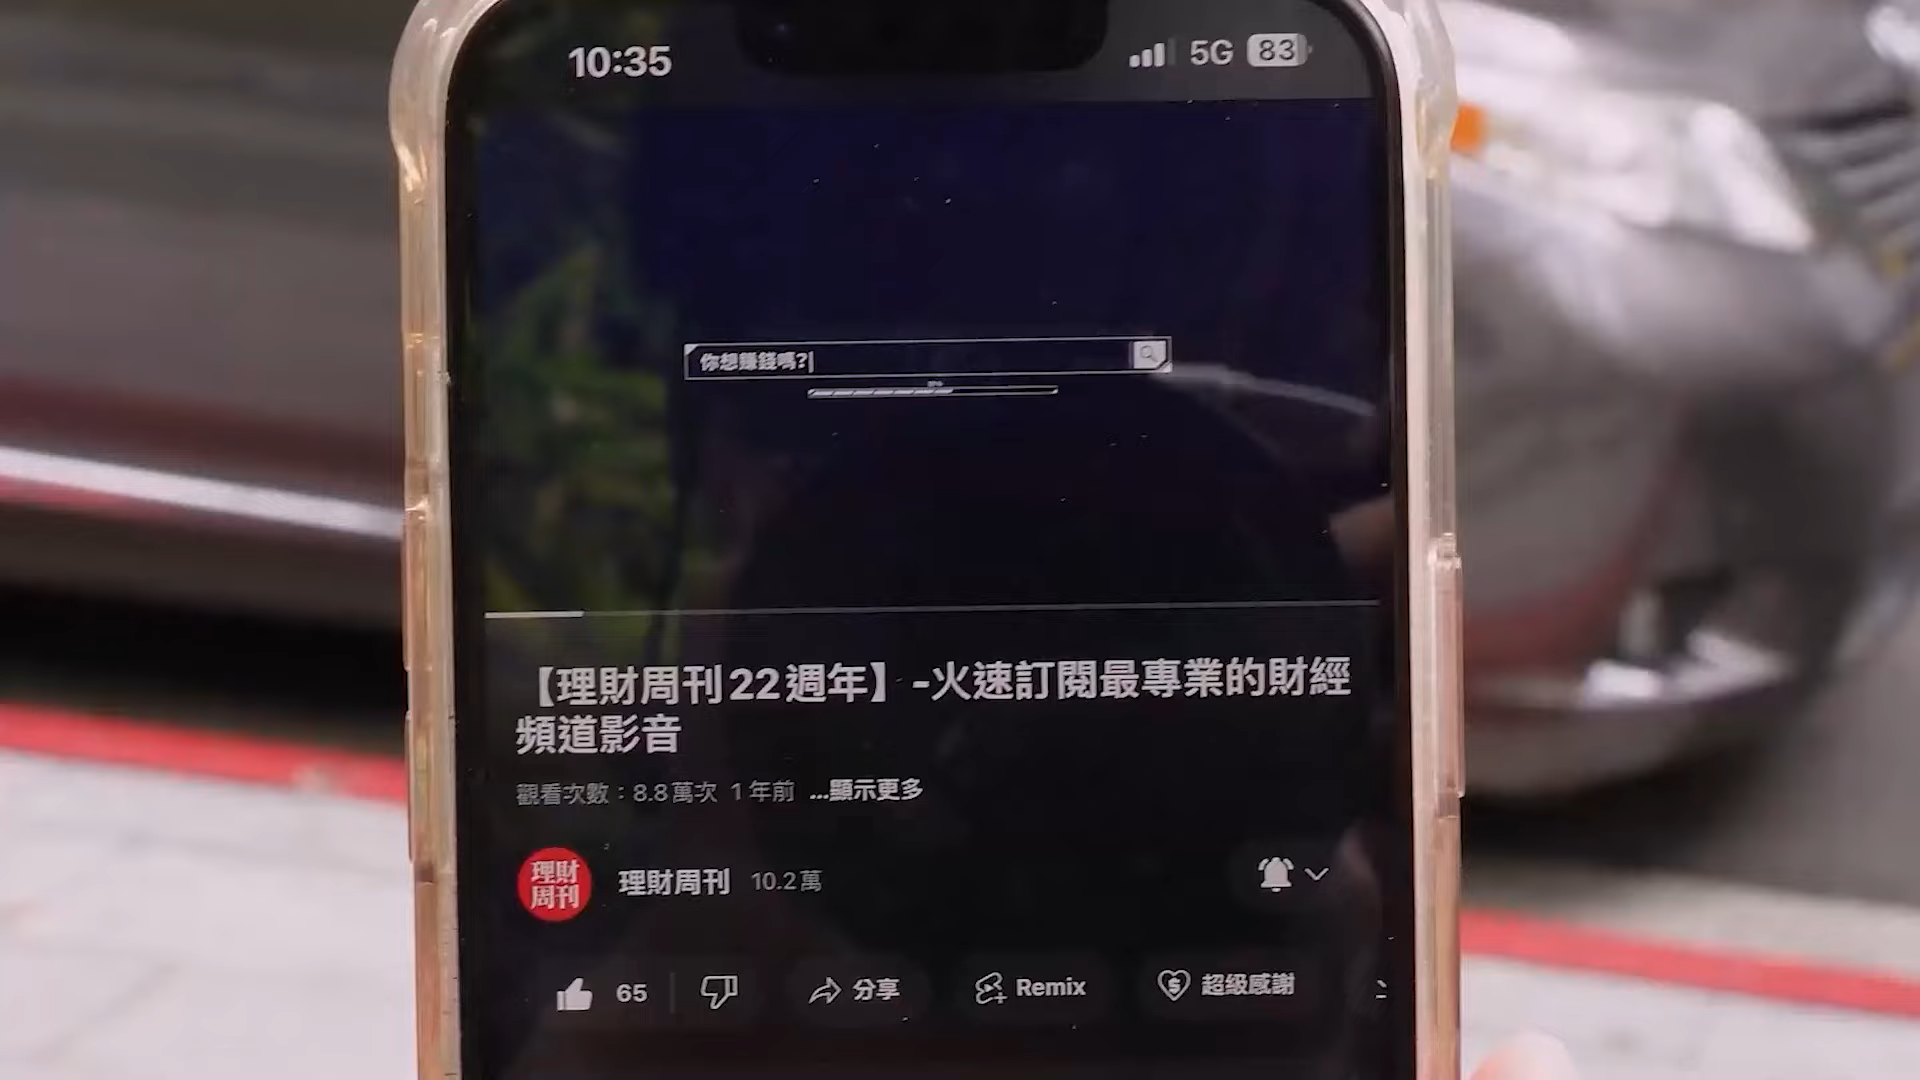 10:35
5G 83
你想賺錢嗎?
【理財周刊22週年】-火速訂閱最專業的財經
頻道影音
觀看次數：8.8萬次 1年前 ...顯示更多
理財
周刊
理財周刊 10.2萬
65 分享 Remix 超級感謝